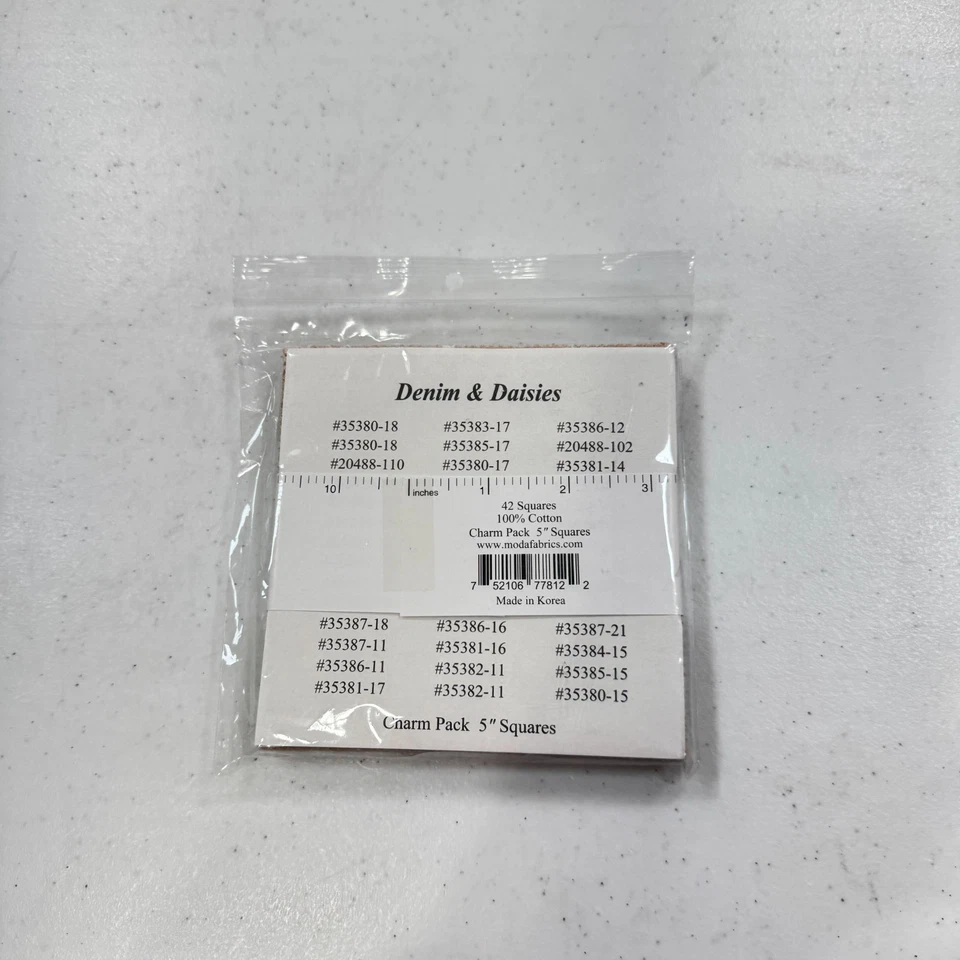 Denim & Daisies
#35380-18 #35383-17 #35386-12
#35380-18 #35385-17 #20488-102
#20488-110 #35380-17 #35381-14
10 inches 1 2 3
42 Squares
100% Cotton
Charm Pack 5" Squares
www.modafabrics.com
7 52106 77812 2
Made in Korea
#35387-18 #35386-16 #35387-21
#35387-11 #35381-16 #35384-15
#35386-11 #35382-11 #35385-15
#35381-17 #35382-11 #35380-15
Charm Pack 5" Squares